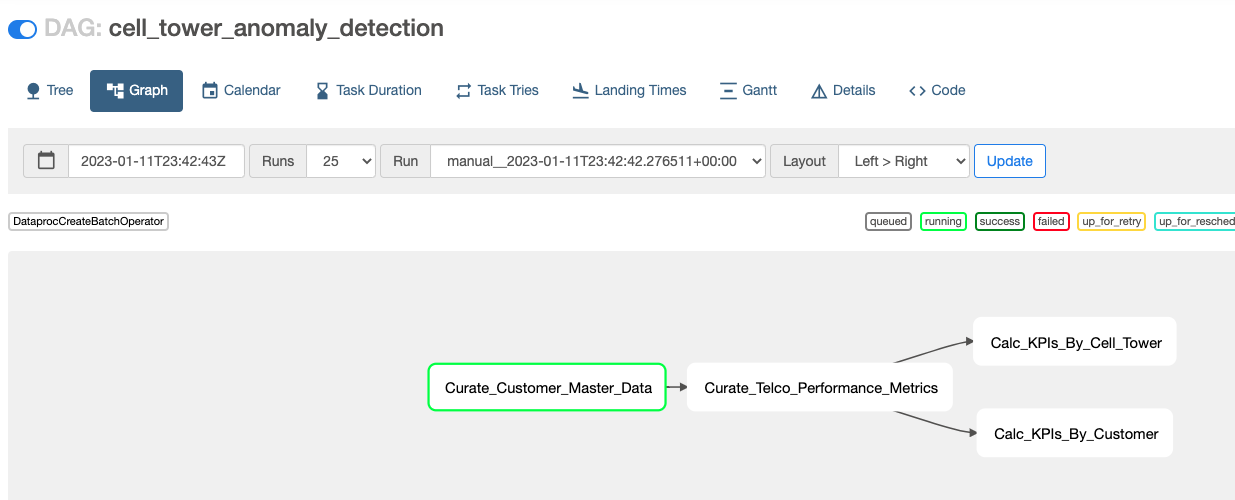 DAG: cell_tower_anomaly_detection
Tree Graph Calendar Task Duration Task Tries Landing Times Gantt Details Code
2023-01-11T23:42:43Z Runs 25 Run manual__2023-01-11T23:42:42.276511+00:00 Layout Left > Right Update
DataprocCreateBatchOperator queued running success failed up_for_retry up_for_resched
Calc_KPIs_By_Cell_Tower
Curate_Customer_Master_Data Curate_Telco_Performance_Metrics
Calc_KPIs_By_Customer